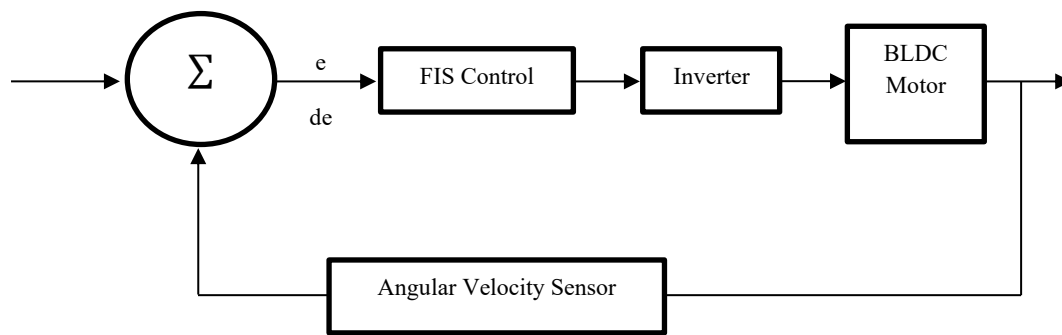 Σ
e
de
FIS Control
Inverter
BLDC
Motor
Angular Velocity Sensor